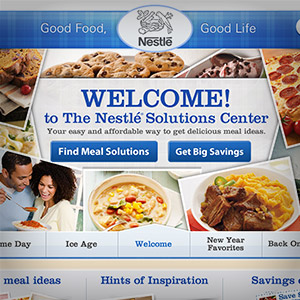 Good Food,
Nestlé
Good Life
WELCOME!
to The Nestlé Solutions Center
Your easy and affordable way to get delicious meal ideas.
Find Meal Solutions
Get Big Savings
me Day
Ice Age
Welcome
New Year
Favorites
Back On
meal ideas
Hints of Inspiration
Savings